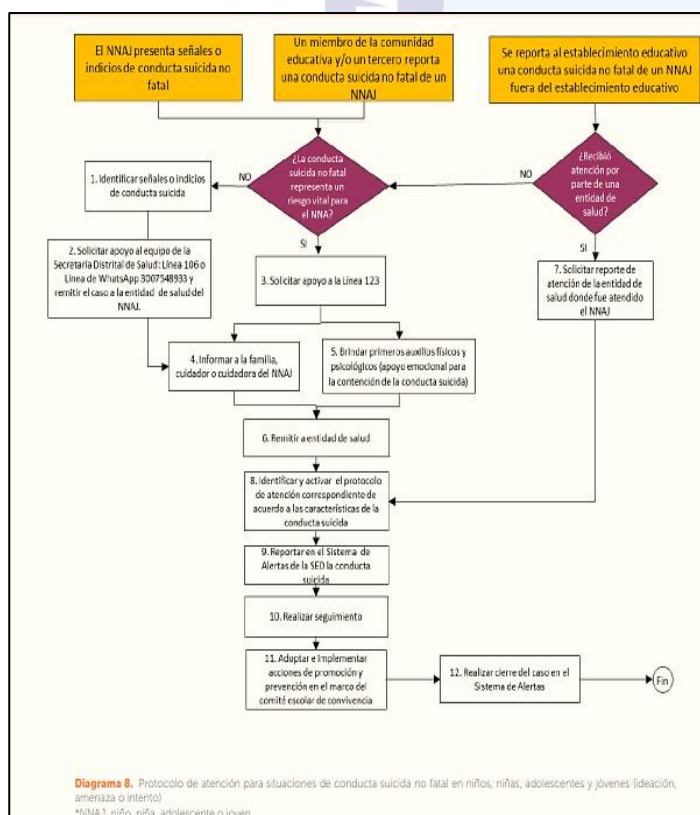 El NNAJ presenta señales o
indicios de conducta suicida no
fatal
Un miembro de la comunidad
educativa y/o un tercero reporta
una conducta suicida no fatal de un
NNAJ
Se reporta al establecimiento educativo
una conducta suicida no fatal de un NNAJ
fuera del establecimiento educativo
¿La conducta
suicida no fatal
representa un
riesgo vital para
el NNA?
NO
SI
¿Recibió
atención por
parte de una
entidad de
salud?
NO
SI
1. Identificar señales o indicios
de conducta suicida
2. Solicitar apoyo al equipo de la
Secretaría Distrital de Salud: Línea 106 o
Línea de WhatsApp 3007548933 y
remitir el caso a la entidad de salud del
NNAJ.
3. Solicitar apoyo a la Línea 123
7. Solicitar reporte de
atención de la entidad de
salud donde fue atendido
el NNAJ
4. Informar a la familia,
cuidador o cuidadora del NNAJ
5. Brindar primeros auxilios físicos y
psicológicos (apoyo emocional para
la contención de la conducta suicida)
6. Remitir a entidad de salud
8. Identificar y activar el protocolo
de atención correspondiente de
acuerdo a las características de la
conducta suicida
9. Reportar en el Sistema de
Alertas de la SED la conducta
suicida
10. Realizar seguimiento
11. Adoptar e implementar
acciones de promoción y
prevención en el marco del
comité escolar de convivencia
12. Realizar cierre del caso en el
Sistema de Alertas
Fin
Diagrama 8. Protocolo de atención para situaciones de conducta suicida no fatal en niños, niñas, adolescentes y jóvenes (ideación,
amenaza o intento)
*NNAJ: niño, niña, adolescente o joven